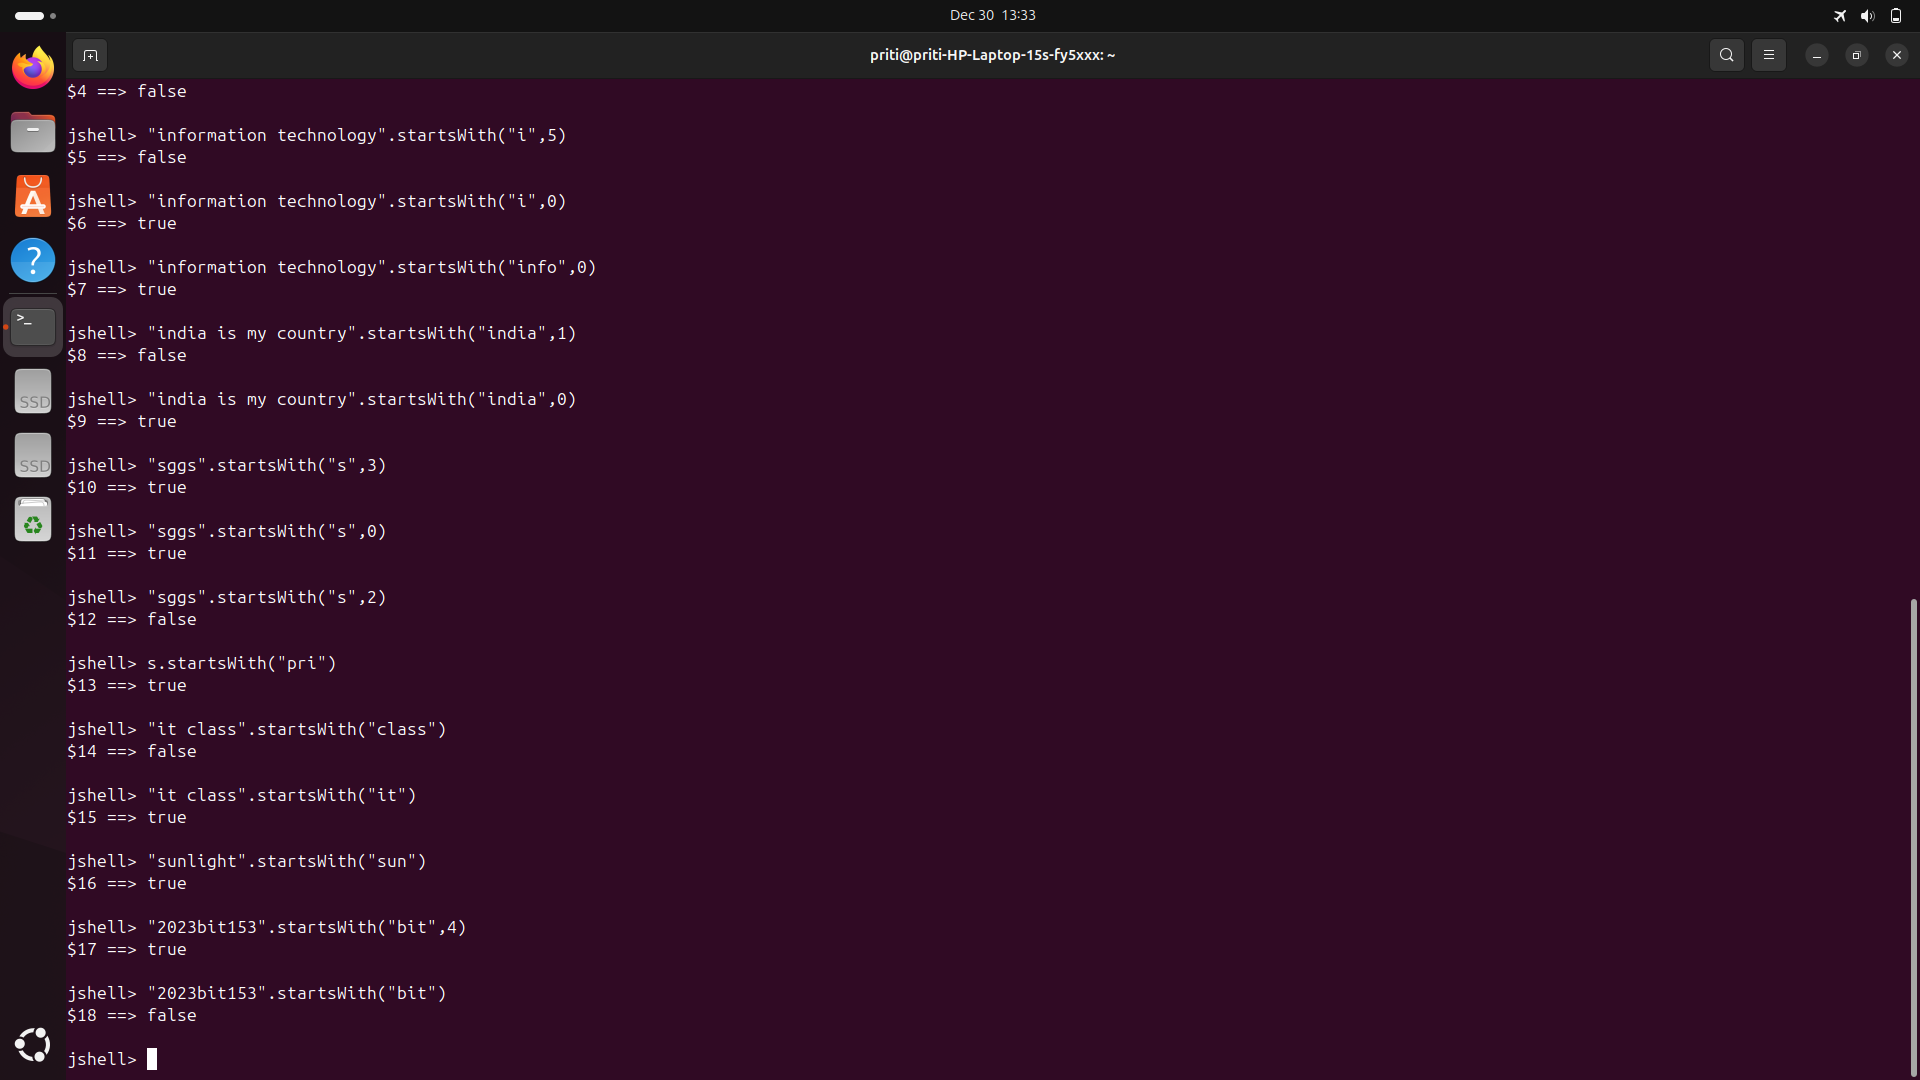 Dec 30 13:33
priti@priti-HP-Laptop-15s-fy5xxx: ~
$4 ==> false
jshell> "information technology".startsWith("i",5)
$5 ==> false
jshell> "information technology".startsWith("i",0)
$6 ==> true
jshell> "information technology".startsWith("info",0)
$7 ==> true
jshell> "india is my country".startsWith("india",1)
$8 ==> false
jshell> "india is my country".startsWith("india",0)
$9 ==> true
jshell> "sggs".startsWith("s",3)
$10 ==> true
jshell> "sggs".startsWith("s",0)
$11 ==> true
jshell> "sggs".startsWith("s",2)
$12 ==> false
jshell> s.startsWith("pri")
$13 ==> true
jshell> "it class".startsWith("class")
$14 ==> false
jshell> "it class".startsWith("it")
$15 ==> true
jshell> "sunlight".startsWith("sun")
$16 ==> true
jshell> "2023bit153".startsWith("bit",4)
$17 ==> true
jshell> "2023bit153".startsWith("bit")
$18 ==> false
jshell>
?
>_
SSD
SSD